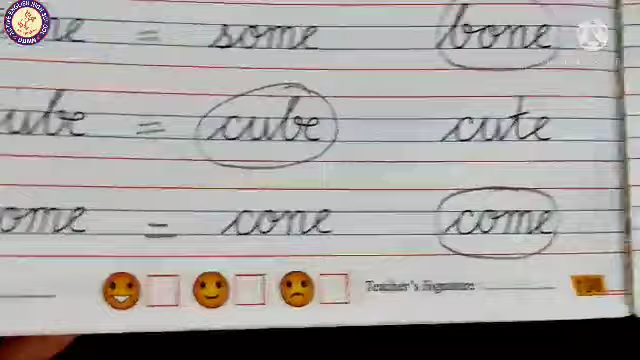 = some bone
= cube cute
= cone come
Teacher's Signature